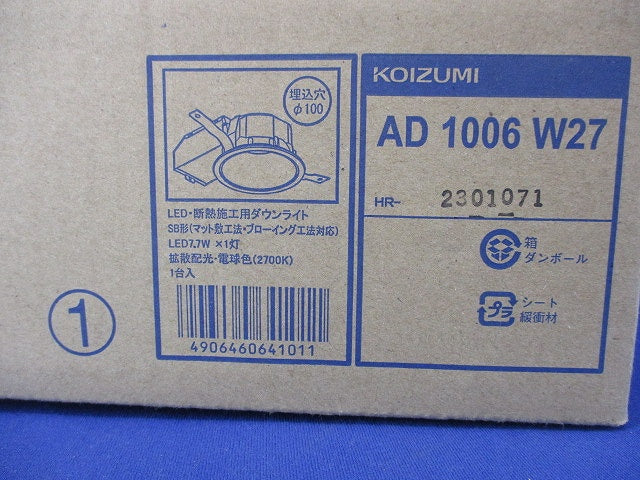 埋込穴
φ100
LED・断熱施工用ダウンライト
SB形(マット敷工法・ブローイング工法対応)
LED7.7W ×1灯
拡散配光・電球色(2700K)
1台入
4906460641011
1
KOIZUMI
AD 1006 W27
HR- 2301071
箱
ダンボール
プラ
シート
緩衝材